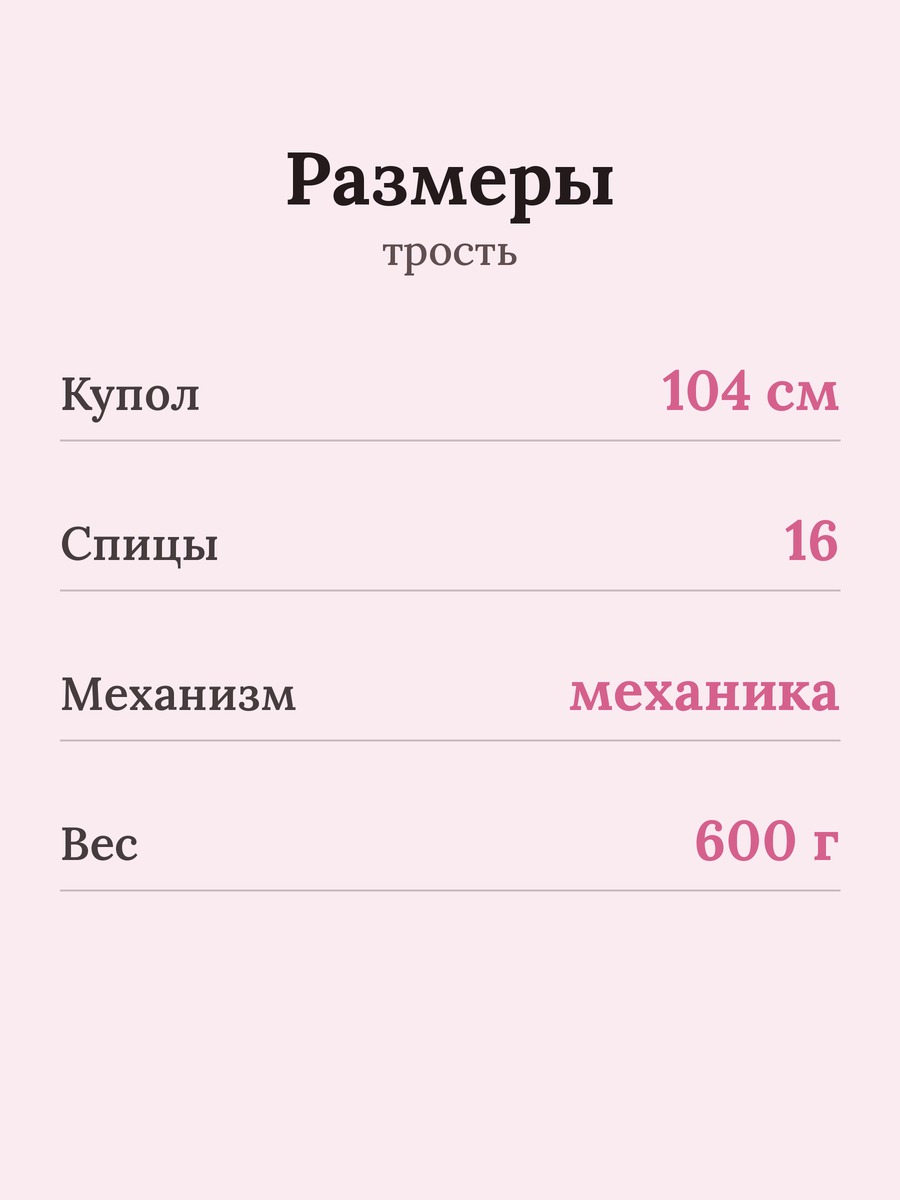 Размеры
трость
Купол 104 см
Спицы 16
Механизм механика
Вес 600 г